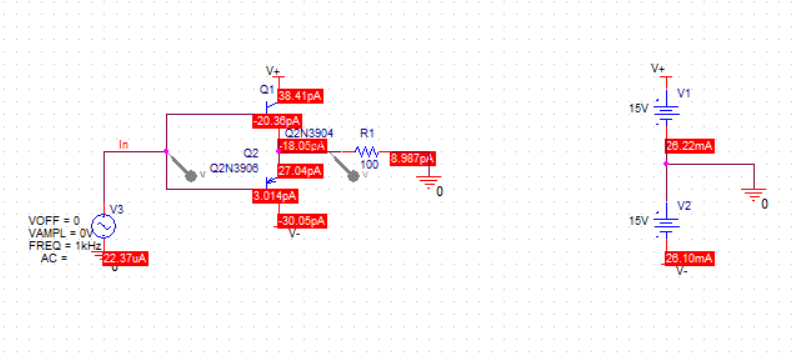 V+
Q1
38.41pA
-20.36pA
Q2N3904
-18.05pA
R1
100
8.987pA
0
In
Q2
Q2N3906
V
V
27.04pA
3.014pA
-30.05pA
V-
V3
VOFF = 0
VAMPL = 0V
FREQ = 1kHz
AC =
22.37uA
0
V+
V1
15V
26.22mA
0
V2
15V
26.10mA
V-